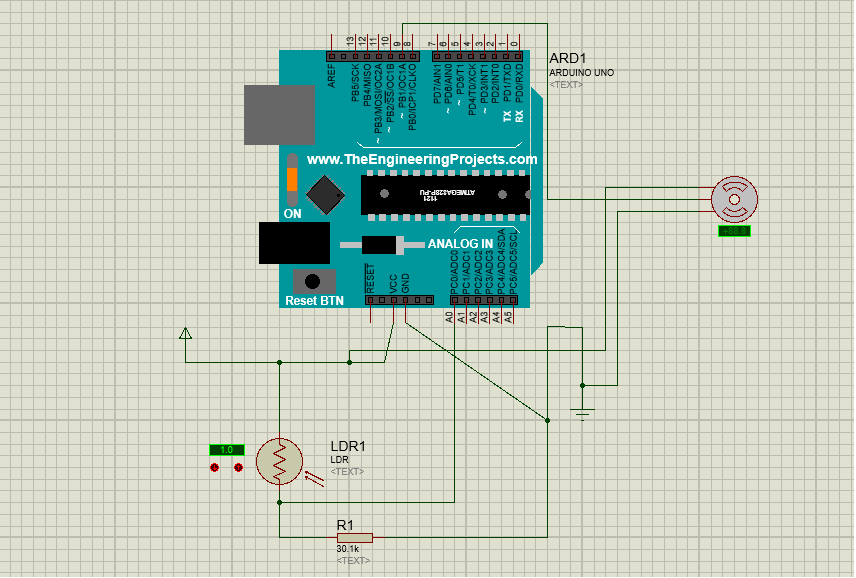 ARD1
ARDUINO UNO
<TEXT>
AREF
13
12
11
10
9
8
7
6
5
4
3
2
1
0
PB5/SCK
PB4/MISO
PB3/MOSI/OC2A
PB2/SS/OC1B
PB1/OC1A
PB0/ICP1/CLKO
PD7/AIN1
PD6/AIN0
PD5/T1
PD4/T0/XCK
PD3/INT1
PD2/INT0
PD1/TXD
PD0/RXD
~
~
~
~
~
~
TX
RX
www.TheEngineeringProjects.com
ATMEGA328P-PU
1121
ON
ANALOG IN
Reset BTN
RESET
VCC
GND
PC0/ADC0
PC1/ADC1
PC2/ADC2
PC3/ADC3
PC4/ADC4/SDA
PC5/ADC5/SCL
A0
A1
A2
A3
A4
A5
1.0
LDR1
LDR
<TEXT>
R1
30.1k
<TEXT>